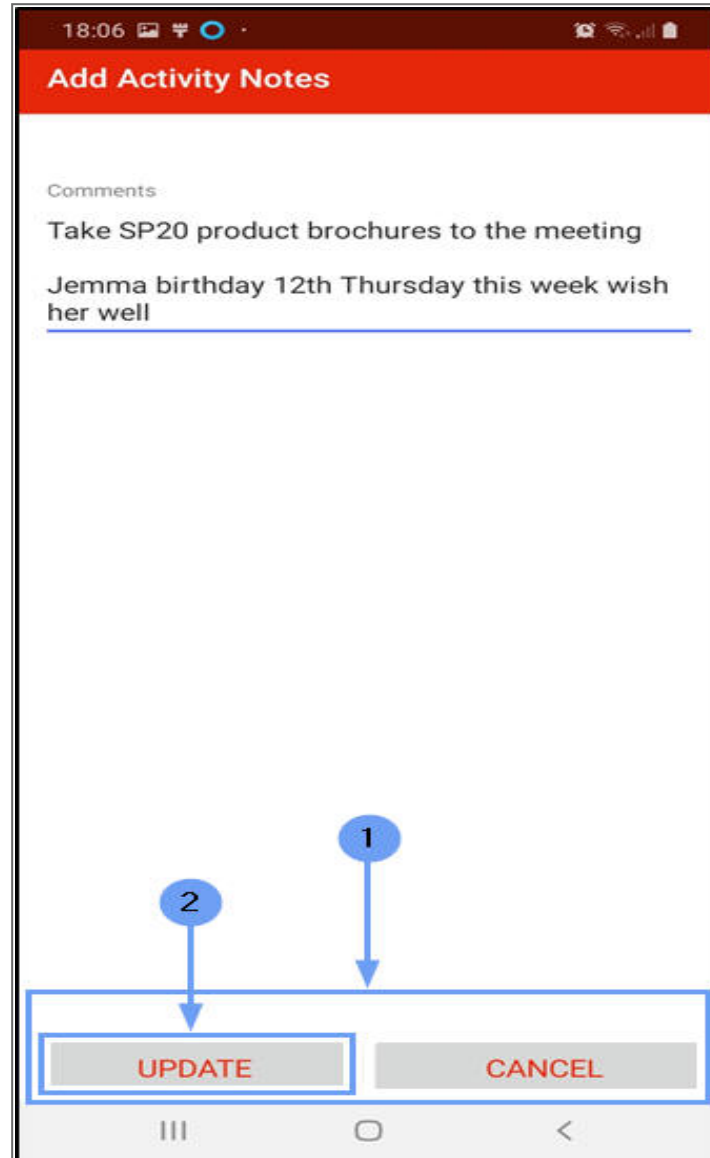 18:06
Add Activity Notes
Comments
Take SP20 product brochures to the meeting
Jemma birthday 12th Thursday this week wish
her well
1
2
UPDATE CANCEL